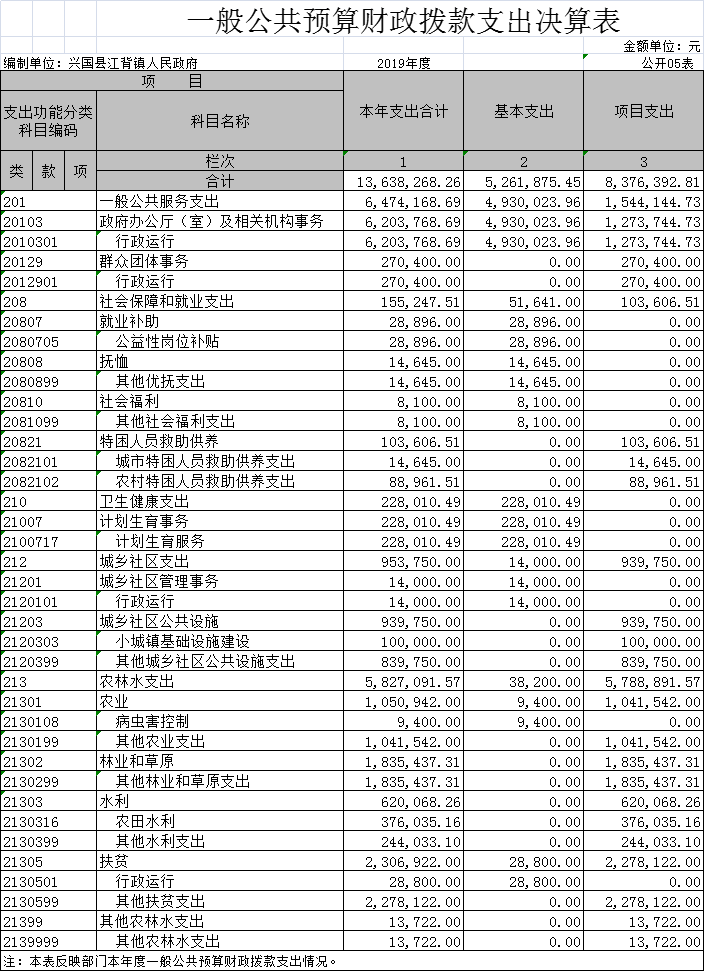 一般公共预算财政拨款支出决算表
金额单位：元
编制单位：兴国县江背镇人民政府 2019年度 公开05表
项 目 本年支出合计 基本支出 项目支出
支出功能分类科目编码 科目名称
类 款 项 栏次 1 2 3
合计 13,638,268.26 5,261,875.45 8,376,392.81
201 一般公共服务支出 6,474,168.69 4,930,023.96 1,544,144.73
20103 政府办公厅（室）及相关机构事务 6,203,768.69 4,930,023.96 1,273,744.73
2010301 行政运行 6,203,768.69 4,930,023.96 1,273,744.73
20129 群众团体事务 270,400.00 0.00 270,400.00
2012901 行政运行 270,400.00 0.00 270,400.00
208 社会保障和就业支出 155,247.51 51,641.00 103,606.51
20807 就业补助 28,896.00 28,896.00 0.00
2080705 公益性岗位补贴 28,896.00 28,896.00 0.00
20808 抚恤 14,645.00 14,645.00 0.00
2080899 其他优抚支出 14,645.00 14,645.00 0.00
20810 社会福利 8,100.00 8,100.00 0.00
2081099 其他社会福利支出 8,100.00 8,100.00 0.00
20821 特困人员救助供养 103,606.51 0.00 103,606.51
2082101 城市特困人员救助供养支出 14,645.00 0.00 14,645.00
2082102 农村特困人员救助供养支出 88,961.51 0.00 88,961.51
210 卫生健康支出 228,010.49 228,010.49 0.00
21007 计划生育事务 228,010.49 228,010.49 0.00
2100717 计划生育服务 228,010.49 228,010.49 0.00
212 城乡社区支出 953,750.00 14,000.00 939,750.00
21201 城乡社区管理事务 14,000.00 14,000.00 0.00
2120101 行政运行 14,000.00 14,000.00 0.00
21203 城乡社区公共设施 939,750.00 0.00 939,750.00
2120303 小城镇基础设施建设 100,000.00 0.00 100,000.00
2120399 其他城乡社区公共设施支出 839,750.00 0.00 839,750.00
213 农林水支出 5,827,091.57 38,200.00 5,788,891.57
21301 农业 1,050,942.00 9,400.00 1,041,542.00
2130108 病虫害控制 9,400.00 9,400.00 0.00
2130199 其他农业支出 1,041,542.00 0.00 1,041,542.00
21302 林业和草原 1,835,437.31 0.00 1,835,437.31
2130299 其他林业和草原支出 1,835,437.31 0.00 1,835,437.31
21303 水利 620,068.26 0.00 620,068.26
2130316 农田水利 376,035.16 0.00 376,035.16
2130399 其他水利支出 244,033.10 0.00 244,033.10
21305 扶贫 2,306,922.00 28,800.00 2,278,122.00
2130501 行政运行 28,800.00 28,800.00 0.00
2130599 其他扶贫支出 2,278,122.00 0.00 2,278,122.00
21399 其他农林水支出 13,722.00 0.00 13,722.00
2139999 其他农林水支出 13,722.00 0.00 13,722.00
注：本表反映部门本年度一般公共预算财政拨款支出情况。